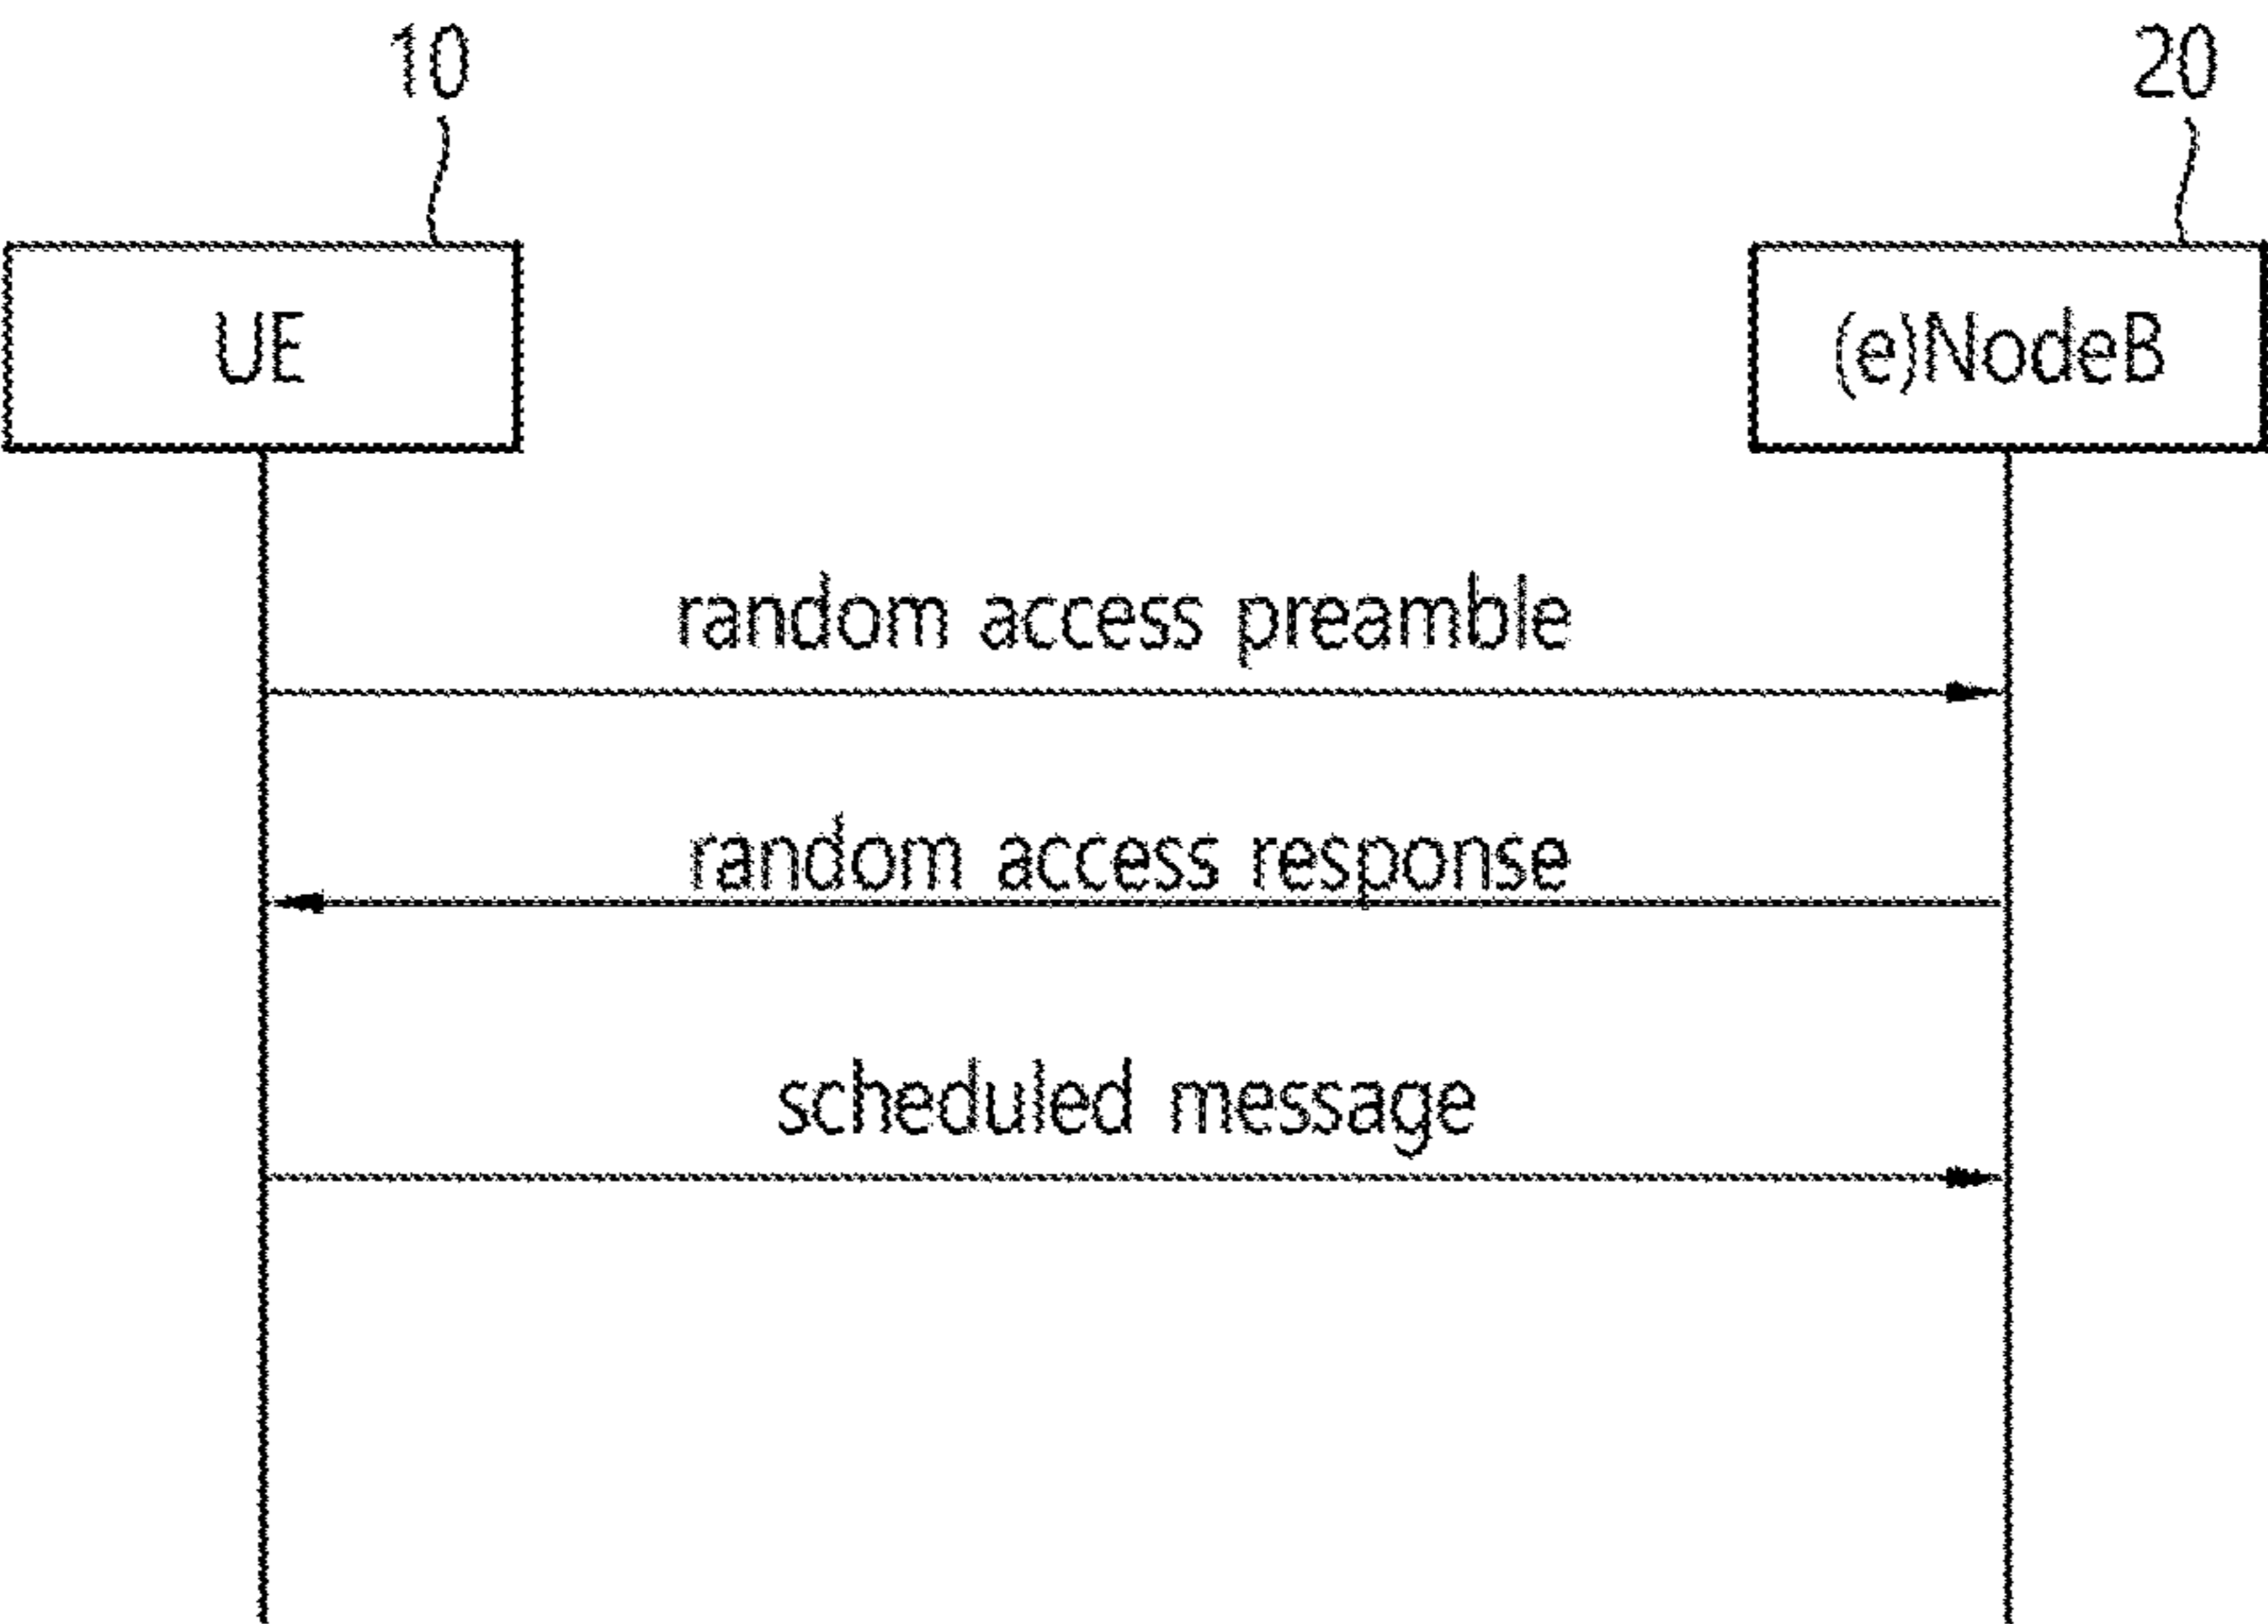 10
20
UE
(e)NodeB
random access preamble
random access response
scheduled message